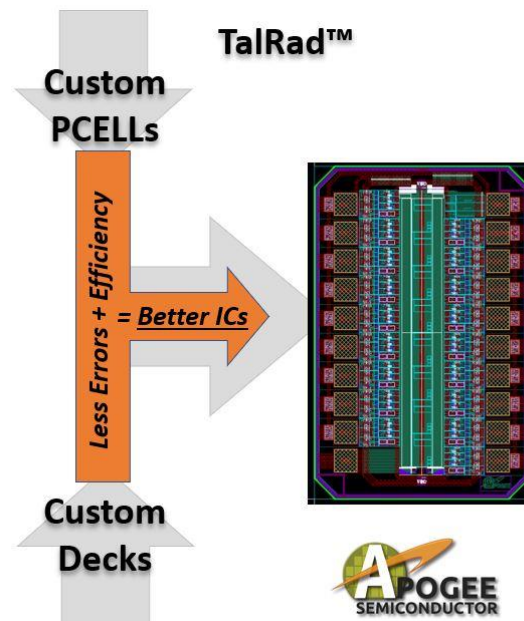 TalRad™
Custom
PCELLs
Less Errors + Efficiency
= Better ICs
Custom
Decks
APOGEE
SEMICONDUCTOR